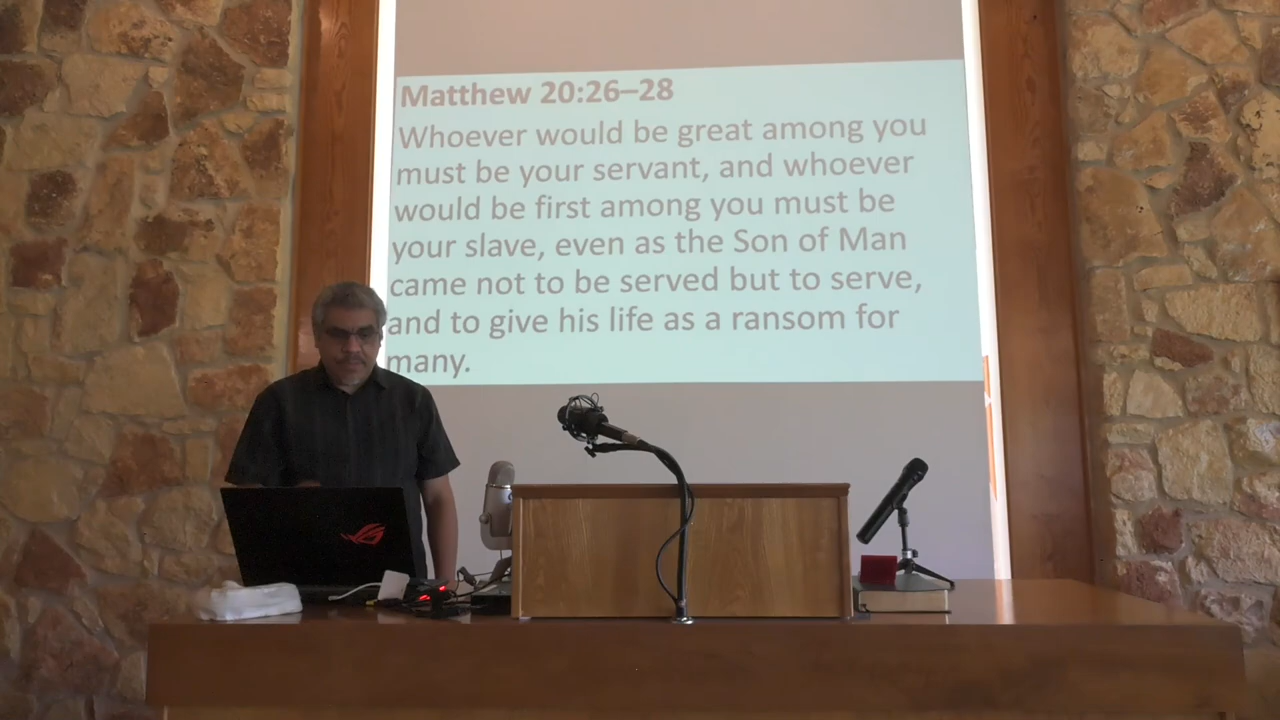 Matthew 20:26–28
Whoever would be great among you
must be your servant, and whoever
would be first among you must be
your slave, even as the Son of Man
came not to be served but to serve,
and to give his life as a ransom for
many.